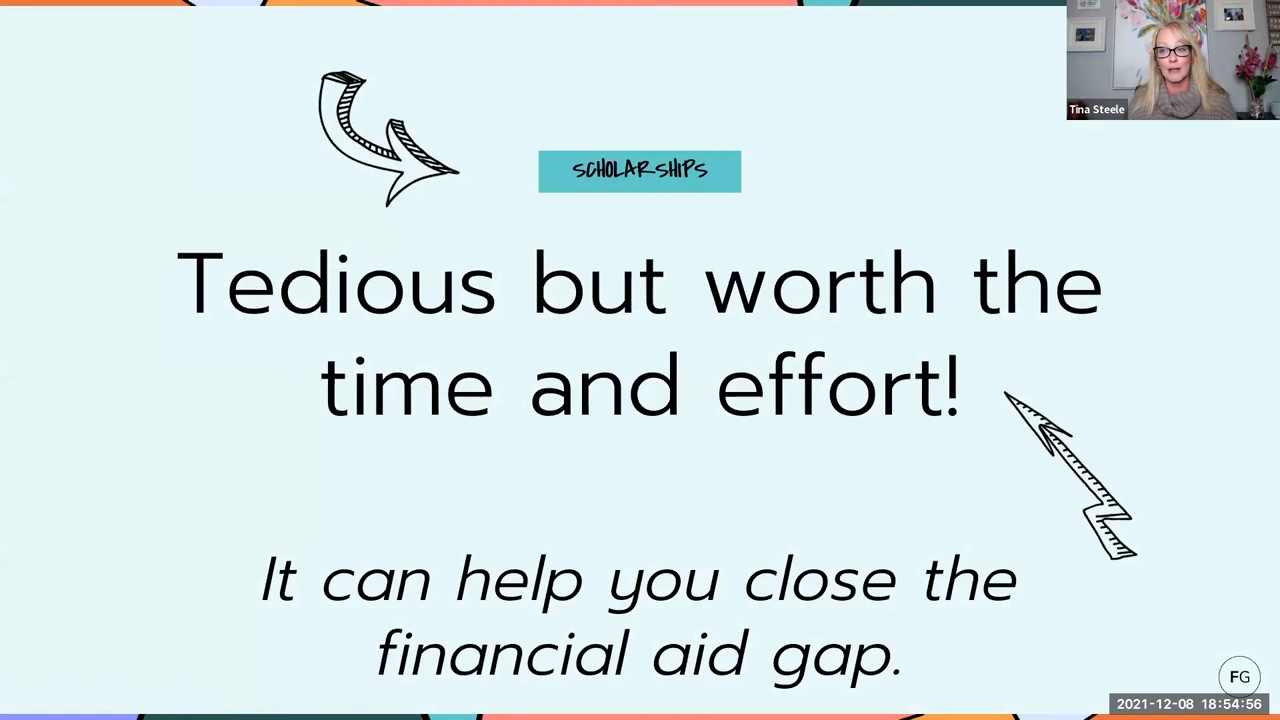 Tina Steele
SCHOLARSHIPS
Tedious but worth the
time and effort!
It can help you close the
financial aid gap.
FG
2021-12-08 18:54:56